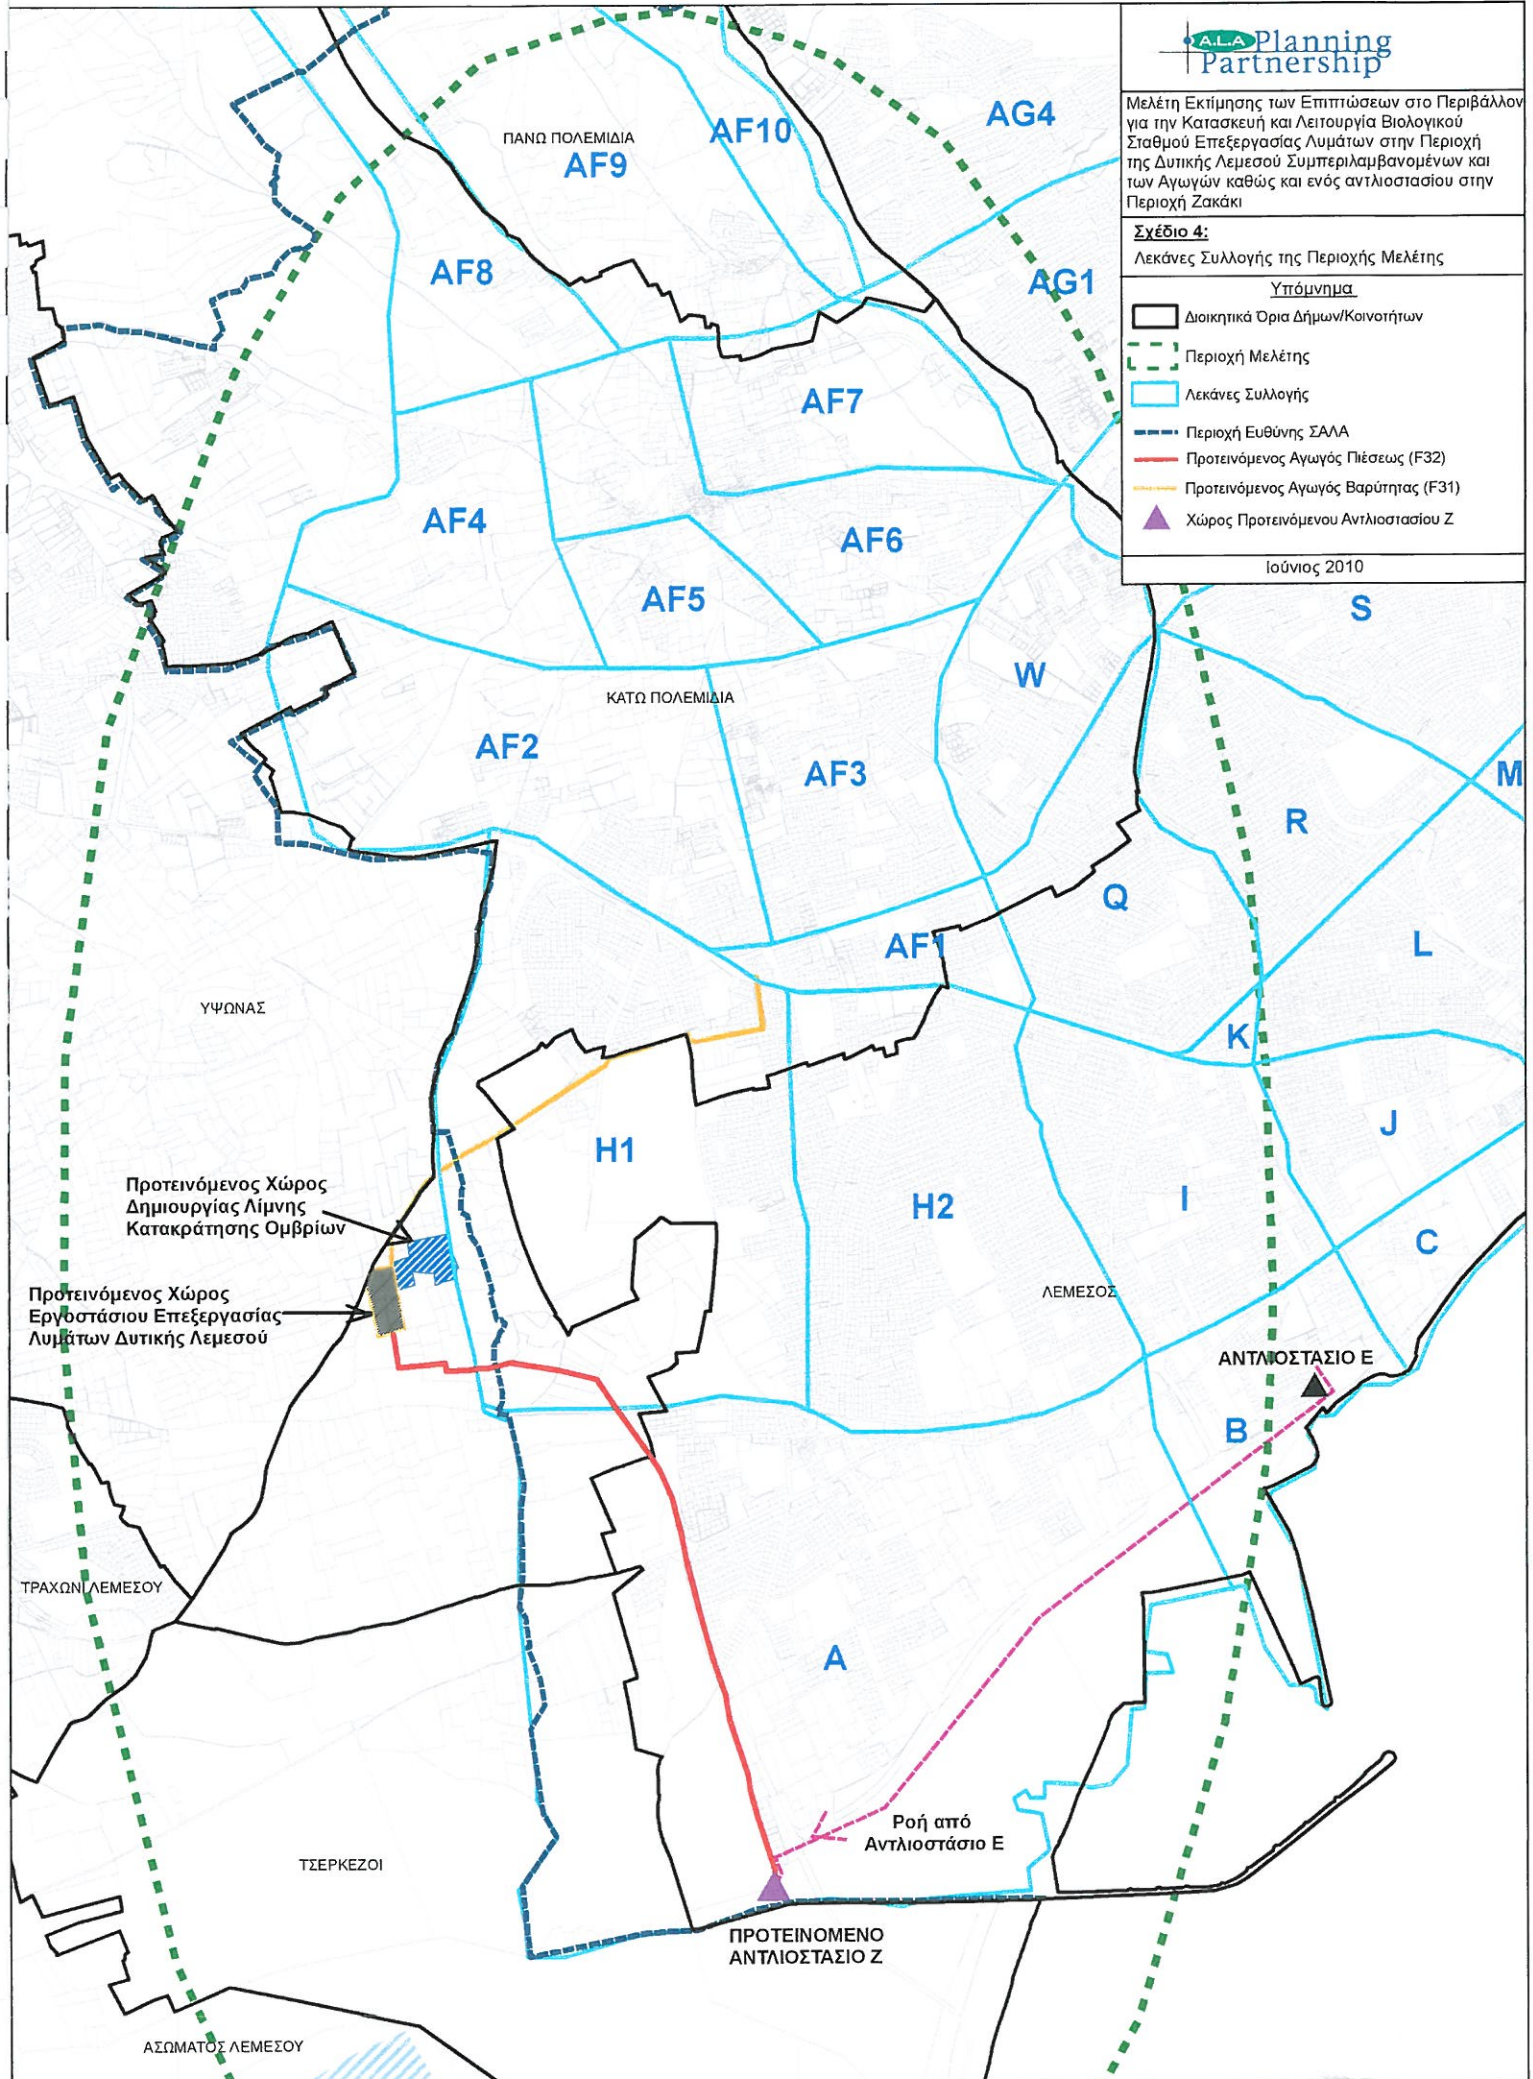 A.L.A Planning
Partnership
Μελέτη Εκτίμησης των Επιπτώσεων στο Περιβάλλον
για την Κατασκευή και Λειτουργία Βιολογικού
Σταθμού Επεξεργασίας Λυμάτων στην Περιοχή
της Δυτικής Λεμεσού Συμπεριλαμβανομένων και
των Αγωγών καθώς και ενός αντλιοστασίου στην
Περιοχή Ζακάκι
Σχέδιο 4:
Λεκάνες Συλλογής της Περιοχής Μελέτης
Υπόμνημα
Διοικητικά Όρια Δήμων/Κοινοτήτων
Περιοχή Μελέτης
Λεκάνες Συλλογής
Περιοχή Ευθύνης ΣΑΛΑ
Προτεινόμενος Αγωγός Πιέσεως (F32)
Προτεινόμενος Αγωγός Βαρύτητας (F31)
Χώρος Προτεινόμενου Αντλιοστασίου Ζ
Ιούνιος 2010
AG4
AF10
ΠΑΝΩ ΠΟΛΕΜΙΔΙΑ
AF9
AF8
AG1
AF7
AF4
AF6
AF5
S
W
ΚΑΤΩ ΠΟΛΕΜΙΔΙΑ
AF2
AF3
M
R
Q
AF1
L
ΥΨΩΝΑΣ
K
J
H1
Προτεινόμενος Χώρος
Δημιουργίας Λίμνης
Κατακράτησης Ομβρίων
H2
I
C
Προτεινόμενος Χώρος
Εργοστάσιου Επεξεργασίας
Λυμάτων Δυτικής Λεμεσού
ΛΕΜΕΣΟΣ
ΑΝΤΛΙΟΣΤΑΣΙΟ Ε
B
ΤΡΑΧΩΝΙ ΛΕΜΕΣΟΥ
A
Ροή από
Αντλιοστάσιο Ε
ΤΣΕΡΚΕΖΟΙ
ΠΡΟΤΕΙΝΟΜΕΝΟ
ΑΝΤΛΙΟΣΤΑΣΙΟ Ζ
ΑΣΩΜΑΤΟΣ ΛΕΜΕΣΟΥ